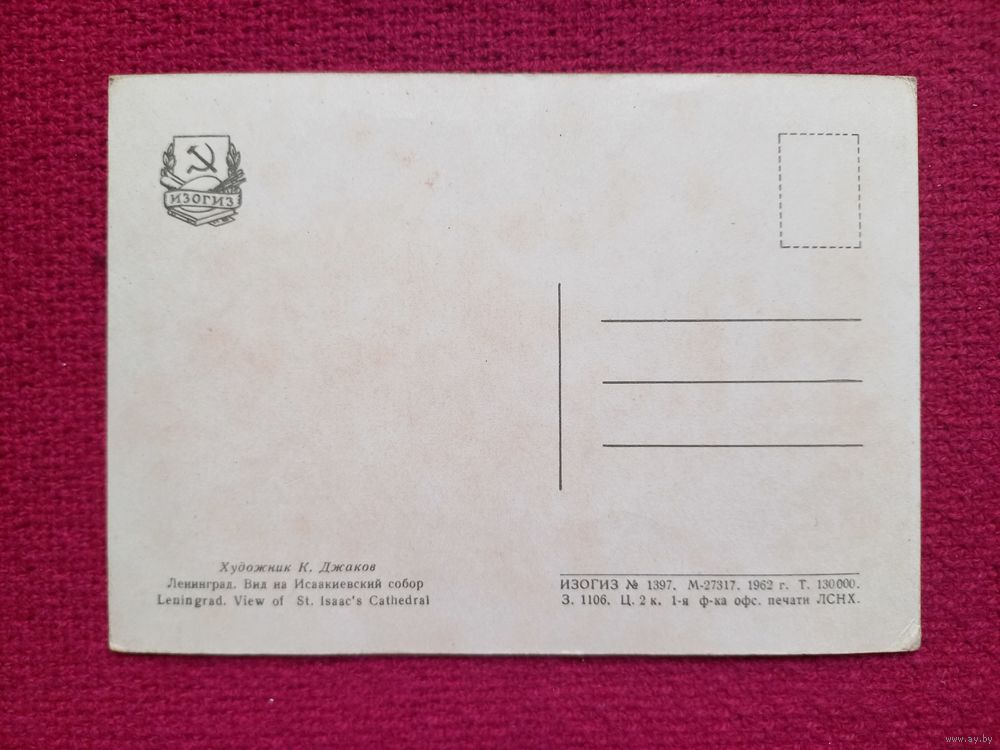 ИЗОГИЗ
Художник К. Джаков
Ленинград. Вид на Исаакиевский собор
Leningrad. View of St. Isaac's Cathedral
ИЗОГИЗ № 1397. М-27317. 1962 г. Т. 130000.
З. 1106. Ц. 2 к. 1-я ф-ка офс. печати ЛСНХ.
www.ay.by